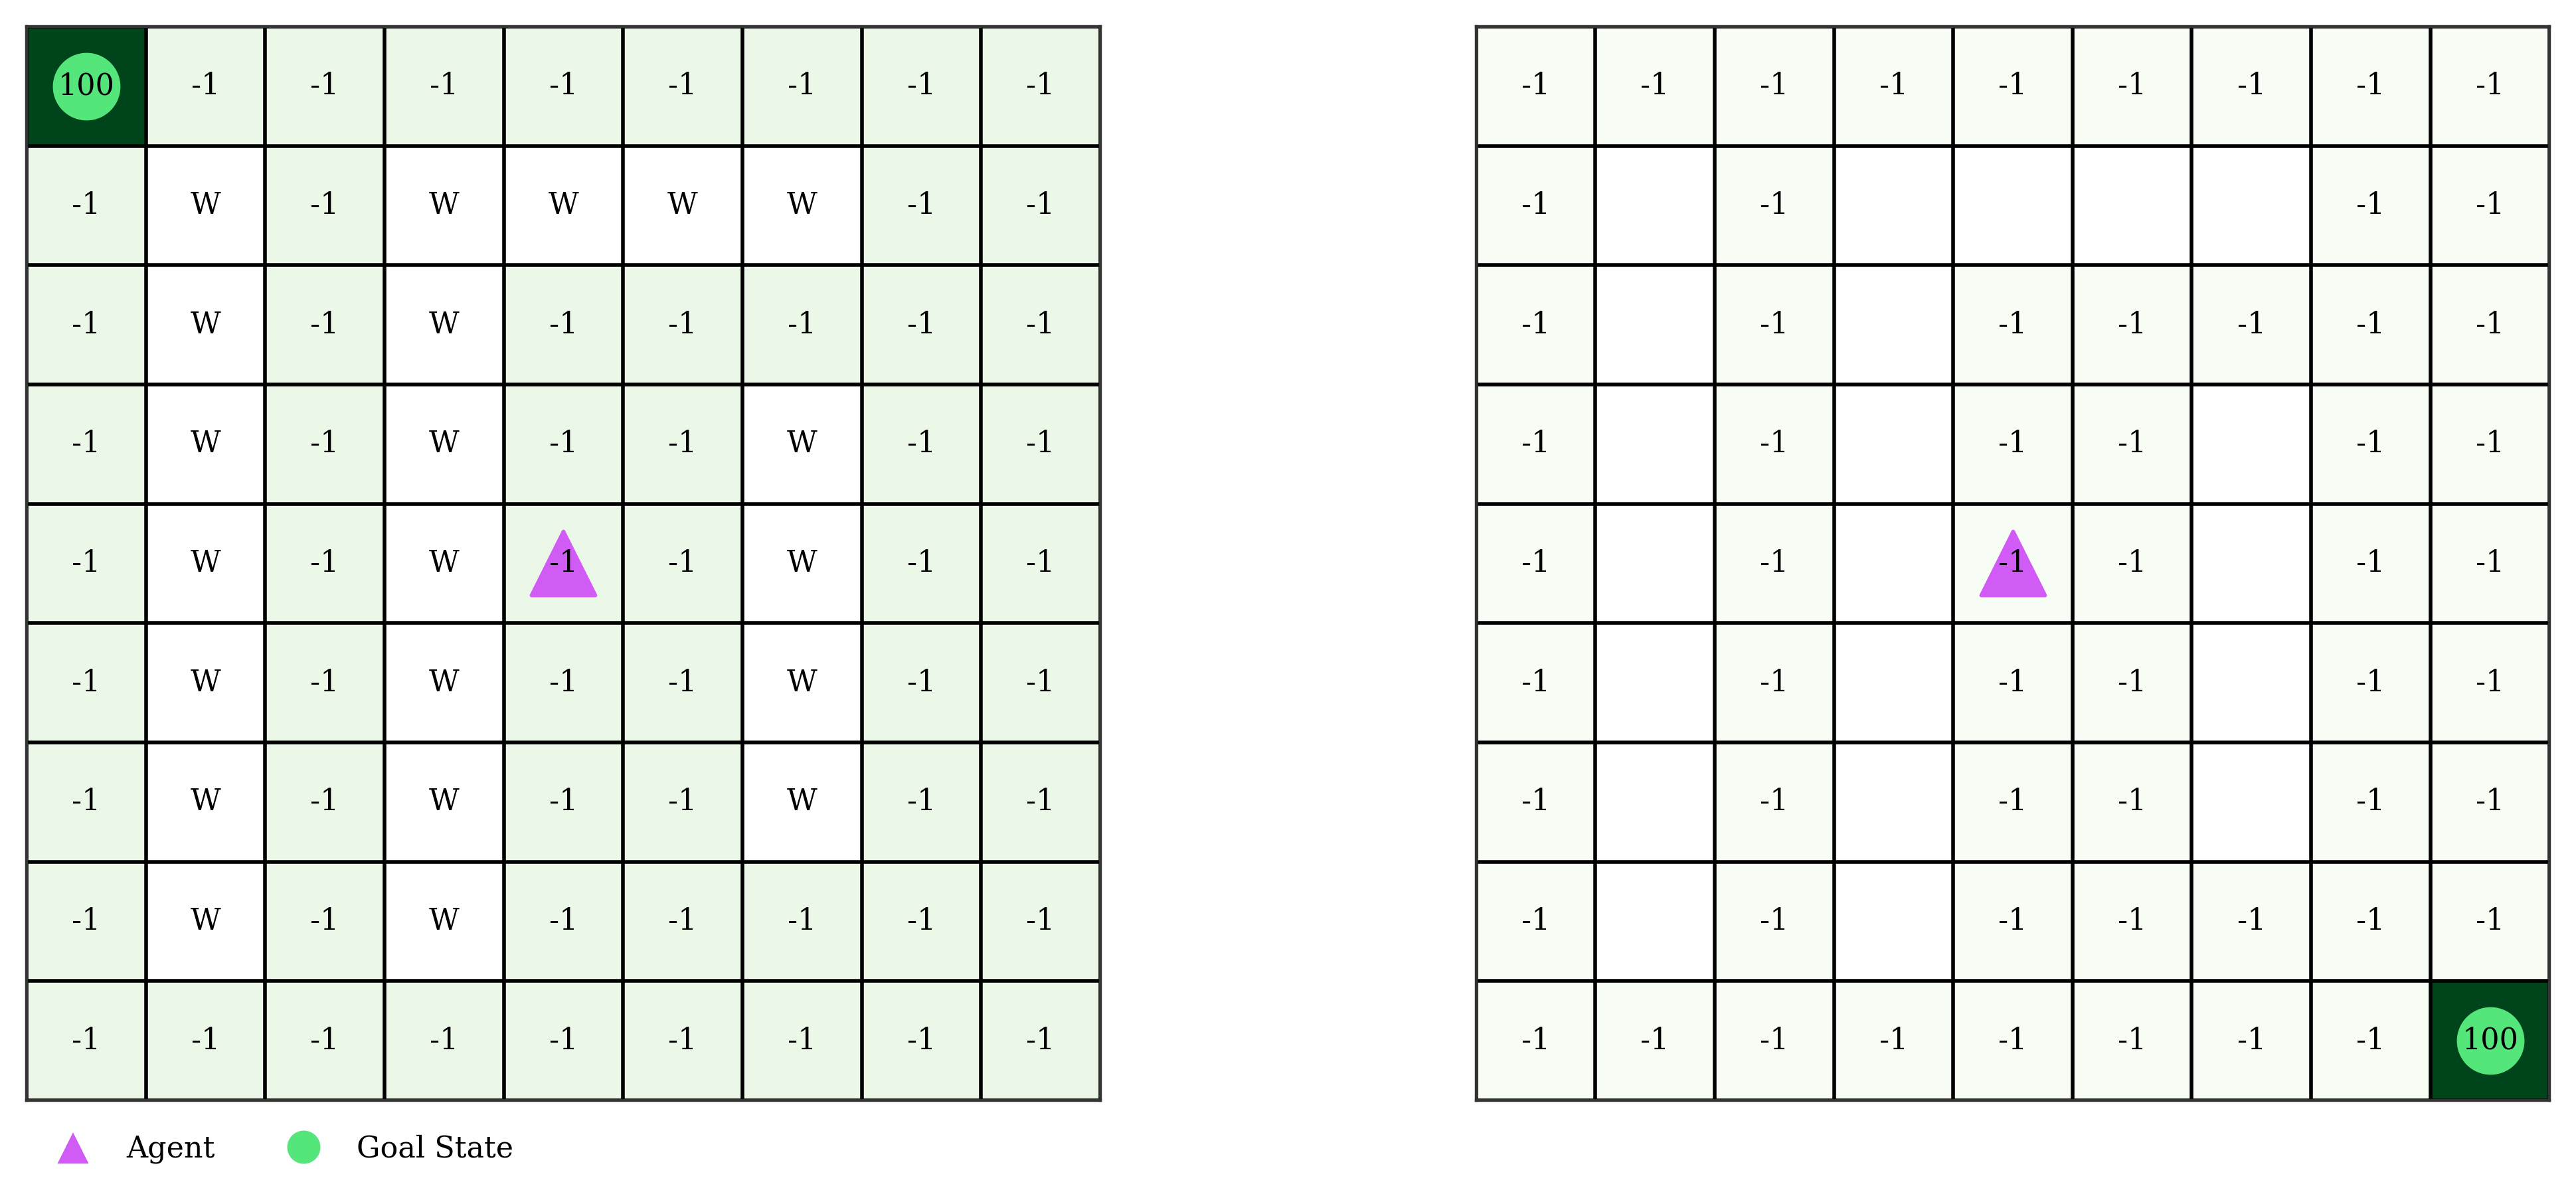 100 -1 -1 -1 -1 -1 -1 -1 -1 -1 -1 -1 -1 -1 -1 -1 -1 -1
-1 W -1 W W W W -1 -1 -1 -1 -1 -1
-1 W -1 W -1 -1 -1 -1 -1 -1 -1 -1 -1 -1 -1 -1
-1 W -1 W -1 -1 W -1 -1 -1 -1 -1 -1 -1 -1
-1 W -1 W -1 -1 W -1 -1 -1 -1 -1 -1 -1 -1
-1 W -1 W -1 -1 W -1 -1 -1 -1 -1 -1 -1 -1
-1 W -1 W -1 -1 W -1 -1 -1 -1 -1 -1 -1 -1
-1 W -1 W -1 -1 -1 -1 -1 -1 -1 -1 -1 -1 -1 -1
-1 -1 -1 -1 -1 -1 -1 -1 -1 -1 -1 -1 -1 -1 -1 -1 -1 100
Agent Goal State